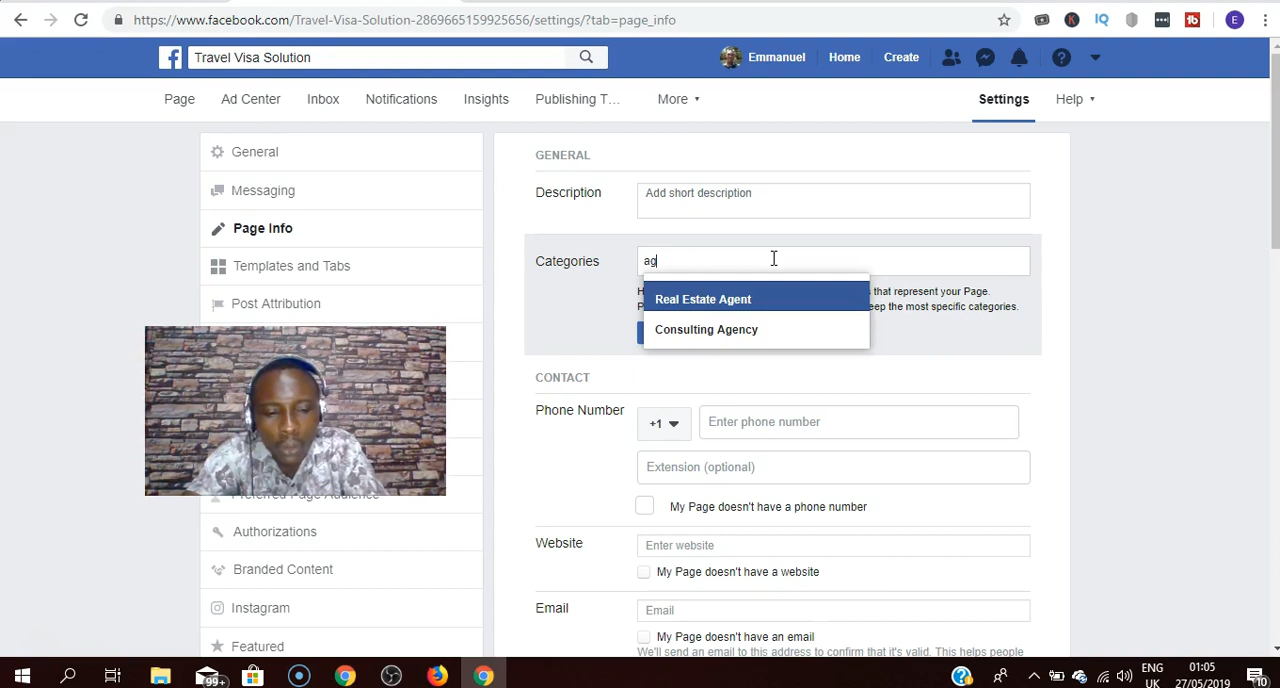 https://www.facebook.com/Travel-Visa-Solution-2869665159925656/settings/?tab=page_info
Travel Visa Solution
Emmanuel
Home
Create
Page
Ad Center
Inbox
Notifications
Insights
Publishing T…
More
Settings
Help
General
Messaging
Page Info
Templates and Tabs
Post Attribution
Preferred Page Audience
Authorizations
Branded Content
Instagram
Featured
GENERAL
Description
Add short description
Categories
ag
Real Estate Agent
Consulting Agency
s that represent your Page.
eep the most specific categories.
CONTACT
Phone Number
+1
Enter phone number
Extension (optional)
My Page doesn't have a phone number
Website
Enter website
My Page doesn't have a website
Email
Email
My Page doesn't have an email
We'll send an email to this address to confirm that it's valid. This helps people
99+
ENG
UK
01:05
27/05/2019
10